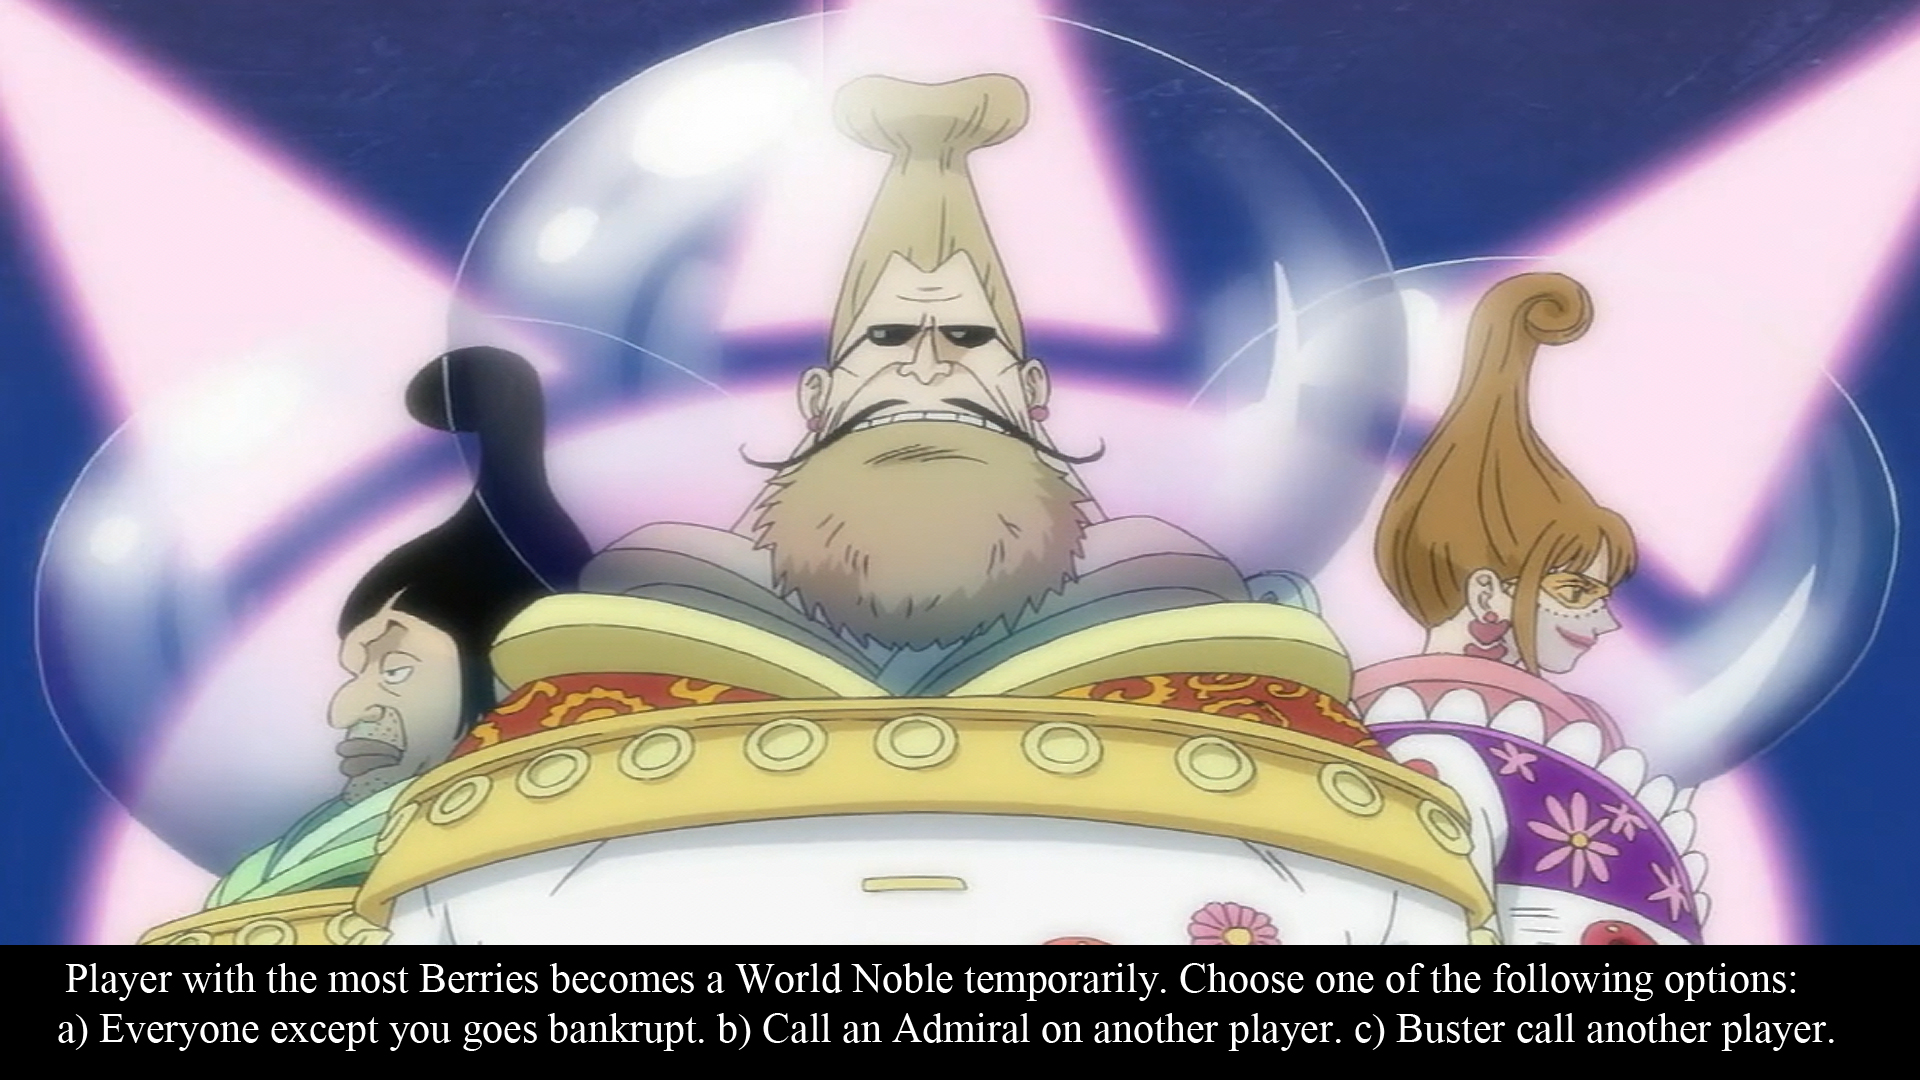 Player with the most Berries becomes a World Noble temporarily. Choose one of the following options:
a) Everyone except you goes bankrupt. b) Call an Admiral on another player. c) Buster call another player.